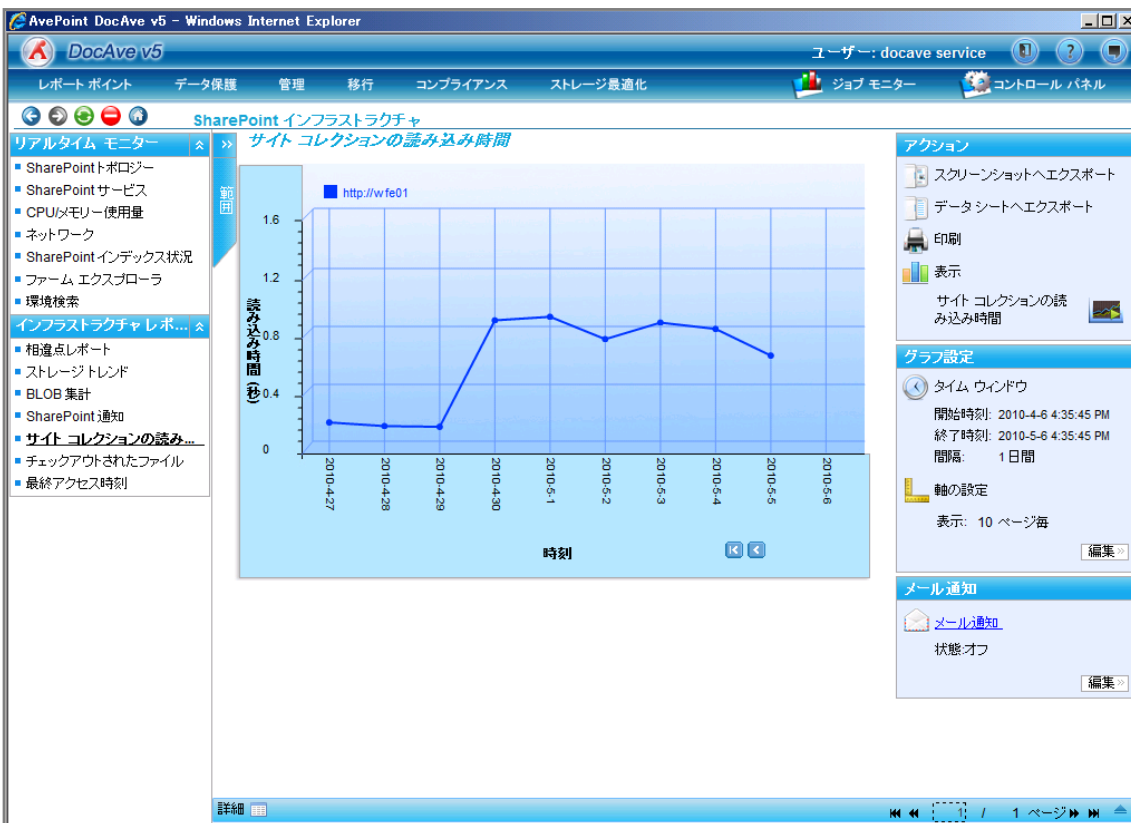 AvePoint DocAve v5 - Windows Internet Explorer
DocAve v5
ユーザー: docave service
レポート ポイント データ保護 管理 移行 コンプライアンス ストレージ最適化 ジョブ モニター コントロール パネル
SharePoint インフラストラクチャ
リアルタイム モニター
SharePointトポロジー
SharePoint サービス
CPU/メモリー使用量
ネットワーク
SharePoint インデックス状況
ファーム エクスプローラ
環境検索
インフラストラクチャ レポ...
相違点レポート
ストレージ トレンド
BLOB 集計
SharePoint 通知
サイト コレクションの読み...
チェックアウトされたファイル
最終アクセス時刻
範囲
サイト コレクションの読み込み時間
http://wfe01
読み込み時間 (秒)
1.6
1.2
0.8
0.4
0
2010-4-27
2010-4-28
2010-4-29
2010-4-30
2010-5-1
2010-5-2
2010-5-3
2010-5-4
2010-5-5
2010-5-6
時刻
アクション
スクリーンショットへエクスポート
データ シートへエクスポート
印刷
表示
サイト コレクションの読
み込み時間
グラフ設定
タイム ウィンドウ
開始時刻: 2010-4-6 4:35:45 PM
終了時刻: 2010-5-6 4:35:45 PM
間隔: 1 日間
軸の設定
表示: 10 ページ毎
編集
メール通知
メール通知
状態:オフ
編集
詳細
1 / 1 ページ